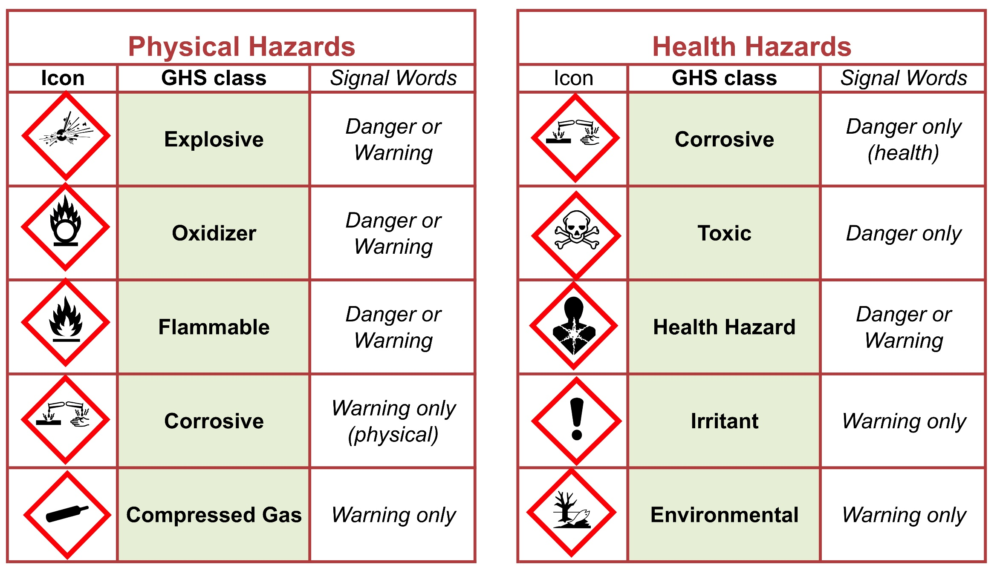 Physical Hazards
Icon GHS class Signal Words
Explosive Danger or
Warning
Oxidizer Danger or
Warning
Flammable Danger or
Warning
Corrosive Warning only
(physical)
Compressed Gas Warning only
Health Hazards
Icon GHS class Signal Words
Corrosive Danger only
(health)
Toxic Danger only
Health Hazard Danger or
Warning
Irritant Warning only
Environmental Warning only